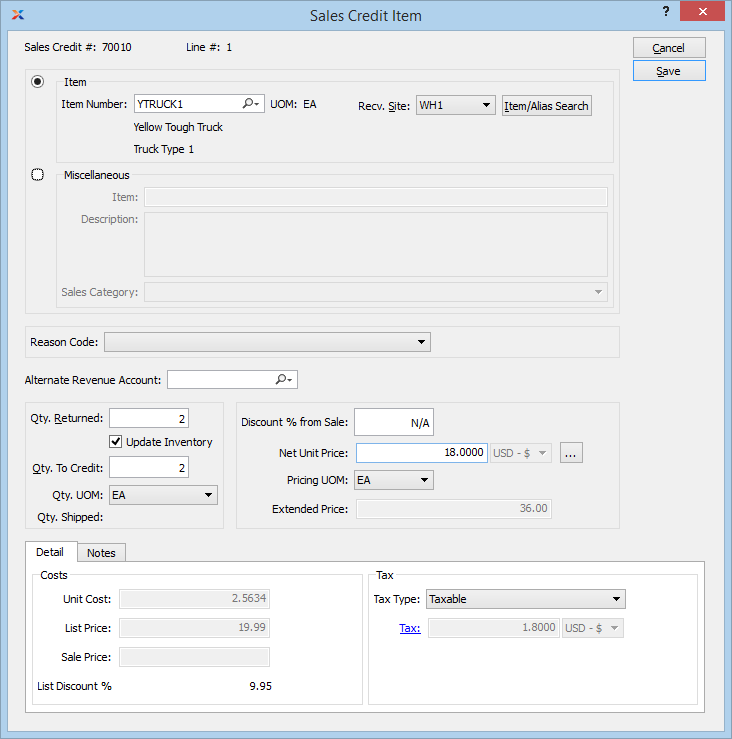 Sales Credit Item
?
Sales Credit #: 70010 Line #: 1
Cancel
Save
Item
Item Number: YTRUCK1 UOM: EA Recv. Site: WH1 Item/Alias Search
Yellow Tough Truck
Truck Type 1
Miscellaneous
Item:
Description:
Sales Category:
Reason Code:
Alternate Revenue Account:
Qty. Returned: 2
Update Inventory
Qty. To Credit: 2
Qty. UOM: EA
Qty. Shipped:
Discount % from Sale: N/A
Net Unit Price: 18.0000 USD - $ ...
Pricing UOM: EA
Extended Price: 36.00
Detail Notes
Costs
Unit Cost: 2.5634
List Price: 19.99
Sale Price:
List Discount % 9.95
Tax
Tax Type: Taxable
Tax: 1.8000 USD - $